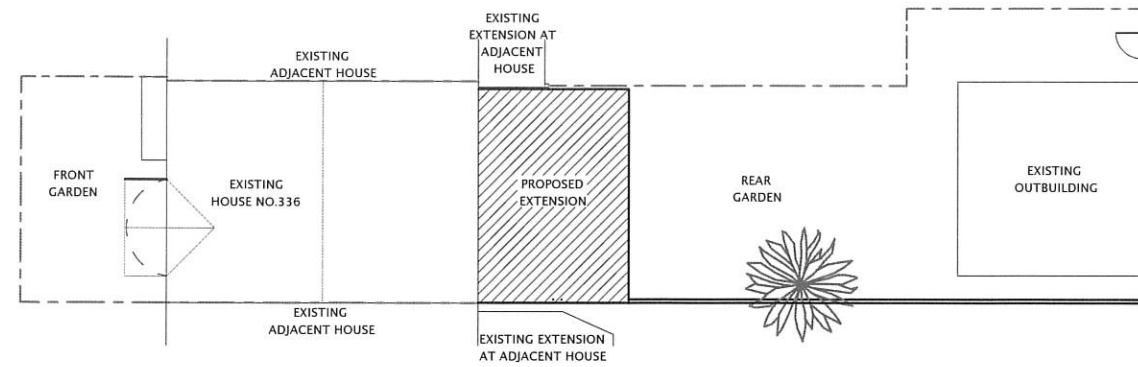 EXISTING
EXTENSION AT
ADJACENT
HOUSE
EXISTING
ADJACENT HOUSE
FRONT
GARDEN
EXISTING
HOUSE NO.336
PROPOSED
EXTENSION
REAR
GARDEN
EXISTING
OUTBUILDING
EXISTING
ADJACENT HOUSE
EXISTING EXTENSION
AT ADJACENT HOUSE